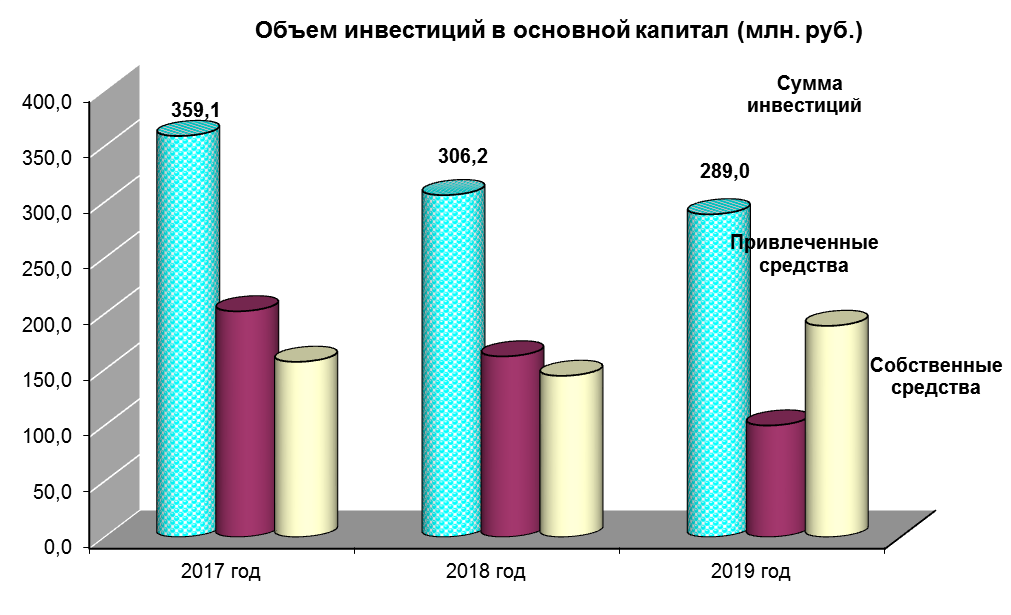 Объем инвестиций в основной капитал (млн. руб.)
Сумма
инвестиций
400,0
350,0
300,0
250,0
200,0
150,0
100,0
50,0
0,0
359,1
306,2
289,0
Привлеченные
средства
Собственные
средства
2017 год
2018 год
2019 год